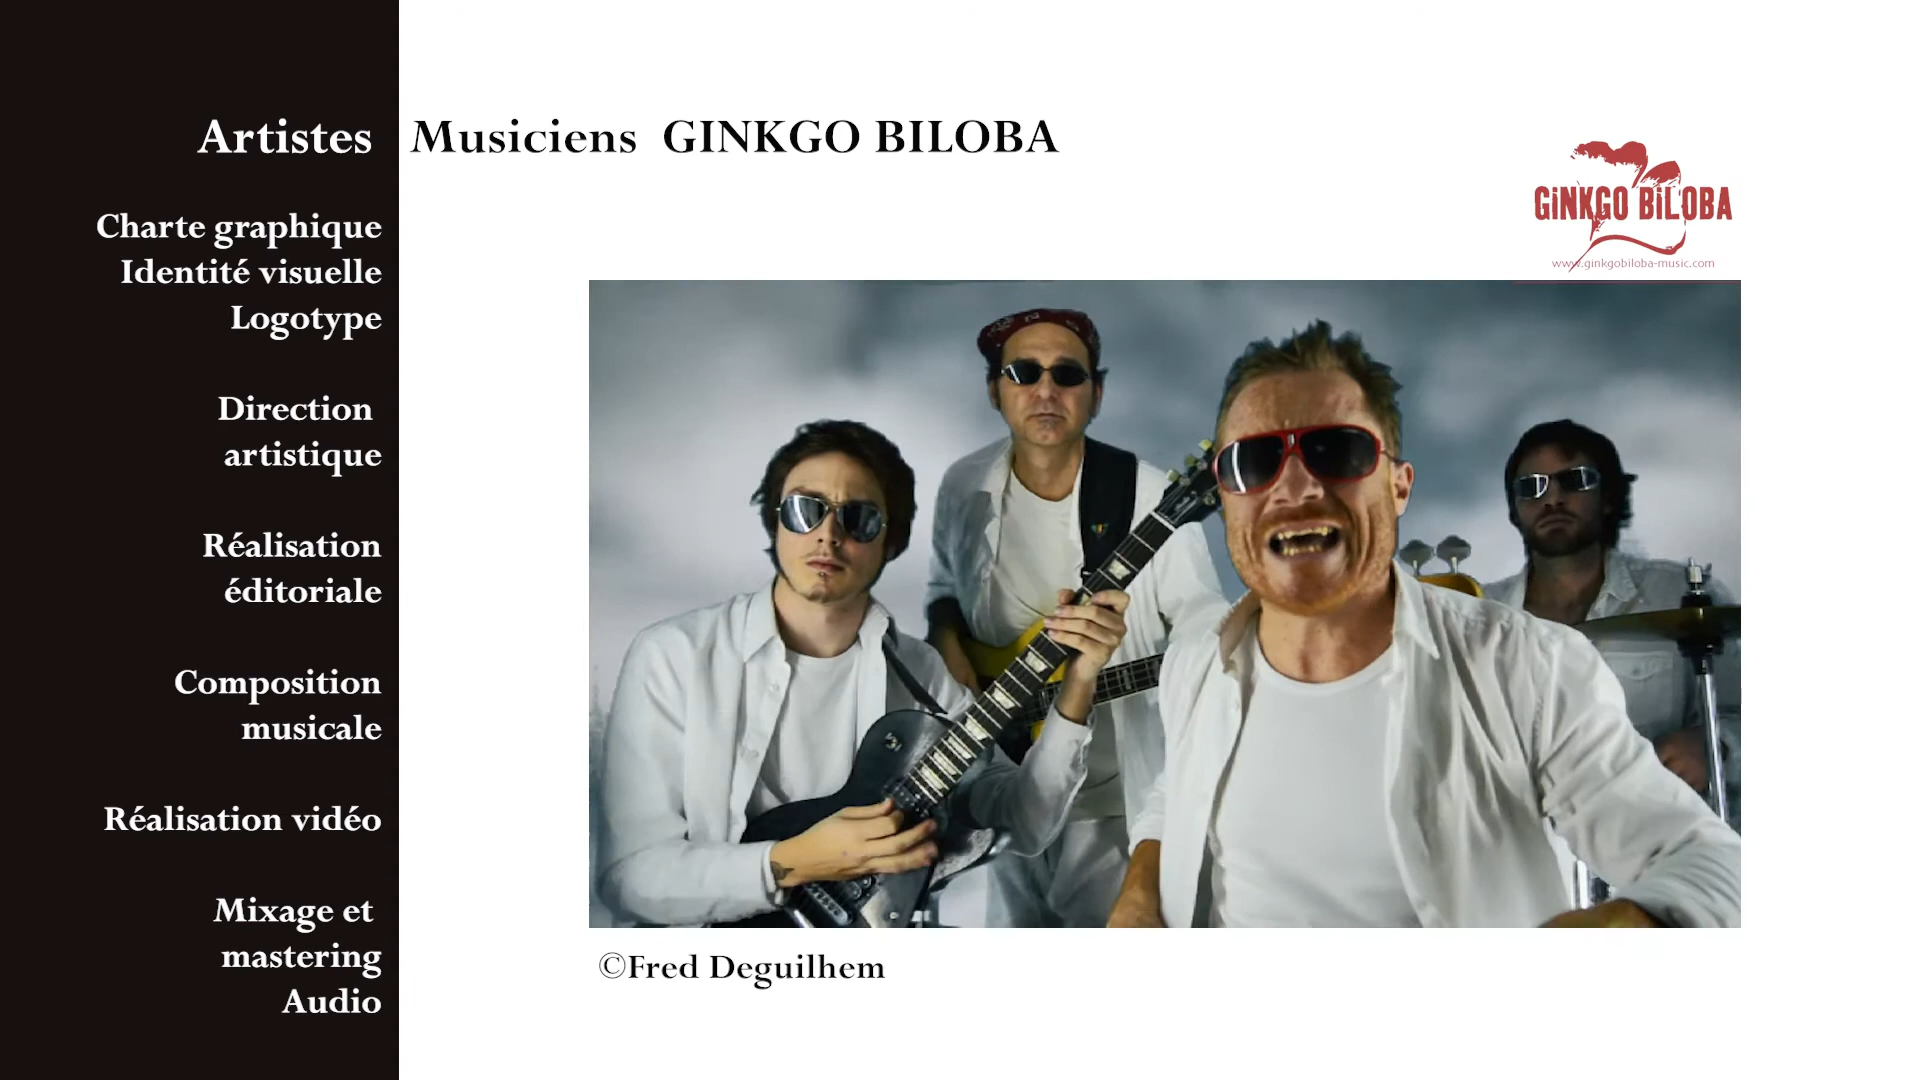 Artistes Musiciens GINKGO BILOBA
Charte graphique
Identité visuelle
Logotype
Direction
artistique
Réalisation
éditoriale
Composition
musicale
Réalisation vidéo
Mixage et
mastering
Audio
GiNKGO BiLOBA
www.ginkgobiloba-music.com
©Fred Deguilhem